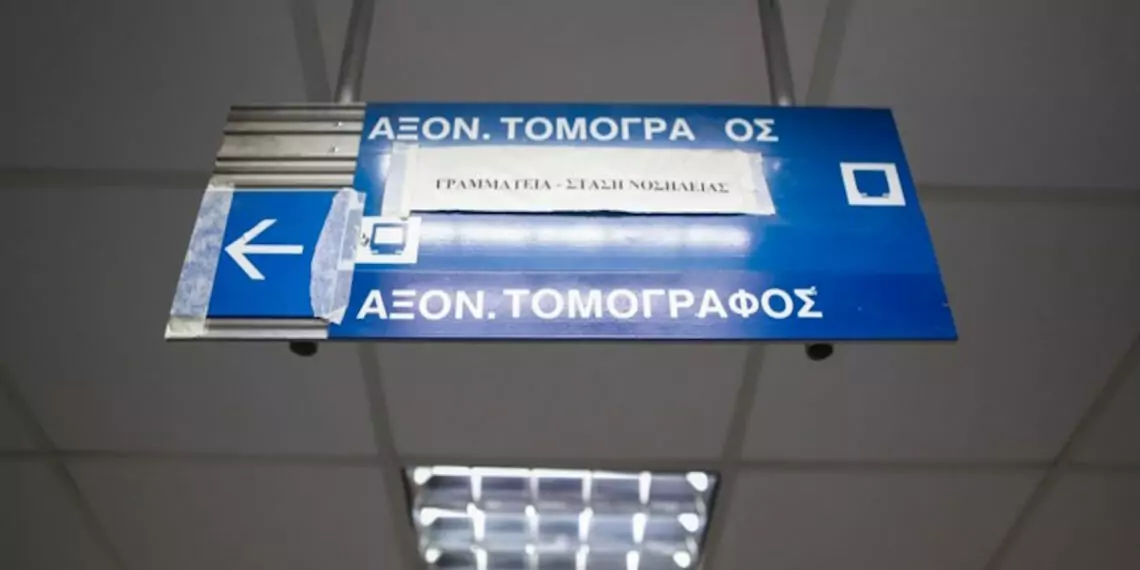 ΑΞΟΝ. ΤΟΜΟΓΡΑ ΟΣ
ΓΡΑΜΜΑΤΕΙΑ - ΣΤΑΣΗ ΝΟΣΗΛΕΙΑΣ
ΑΞΟΝ. ΤΟΜΟΓΡΑΦΟΣ